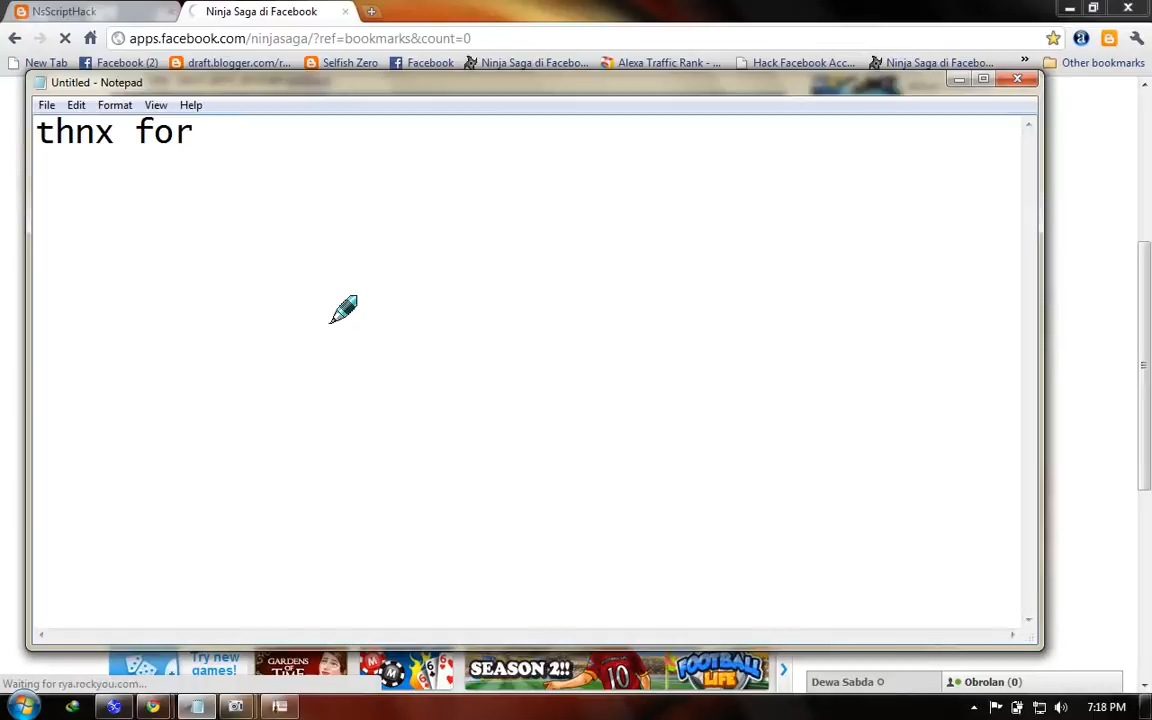 NsScriptHack
Ninja Saga di Facebook
apps.facebook.com/ninjasaga/?ref=bookmarks&count=0
New Tab
Facebook (2)
draft.blogger.com/r...
Selfish Zero
Facebook
Ninja Saga di Facebo...
Alexa Traffic Rank - ...
Hack Facebook Acc...
Ninja Saga di Facebo...
»
Other bookmarks
Untitled - Notepad
File Edit Format View Help
thnx for
Try new
games!
GARDENS
OF
TIME
SEASON 2!!
10
FOOTBALL
LIFE
Dewa Sabda
Obrolan (0)
Waiting for rya.rockyou.com...
7:18 PM